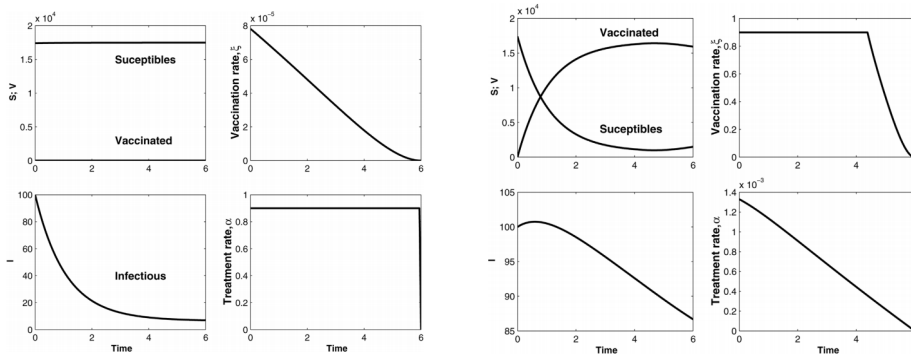 x 10⁴
2
1.5
1
0.5
0
S; V
Suceptibles
Vaccinated
0 2 4 6
x 10⁻⁵
8
6
4
2
0
Vaccination rate,ξ
0 2 4 6
100
80
60
40
20
0
I
Infectious
0 2 4 6
Time
1
0.8
0.6
0.4
0.2
0
Treatment rate,α
0 2 4 6
Time
x 10⁴
2
1.5
1
0.5
0
S; V
Vaccinated
Suceptibles
0 2 4 6
1
0.8
0.6
0.4
0.2
0
Vaccination rate,ξ
0 2 4 6
105
100
95
90
85
I
0 2 4 6
Time
x 10⁻³
1.4
1.2
1
0.8
0.6
0.4
0.2
0
Treatment rate,α
0 2 4 6
Time